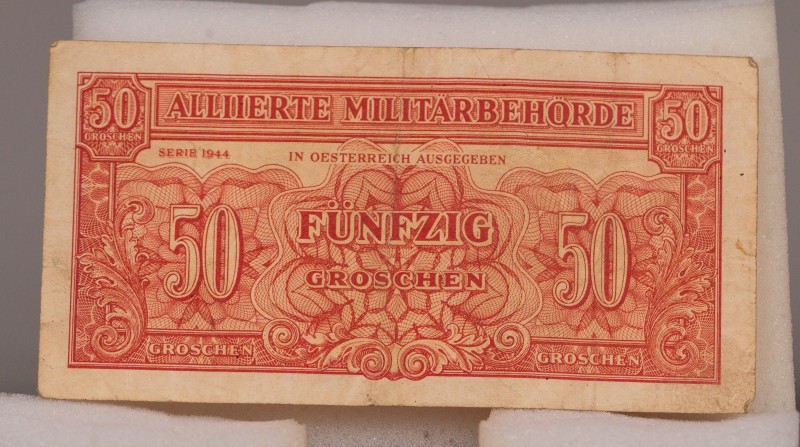 50 ALLIIERTE MILITÄRBEHÖRDE 50
GROSCHEN GROSCHEN
SERIE 1944 IN OESTERREICH AUSGEGEBEN
50 FÜNFZIG 50
GROSCHEN
GROSCHEN GROSCHEN